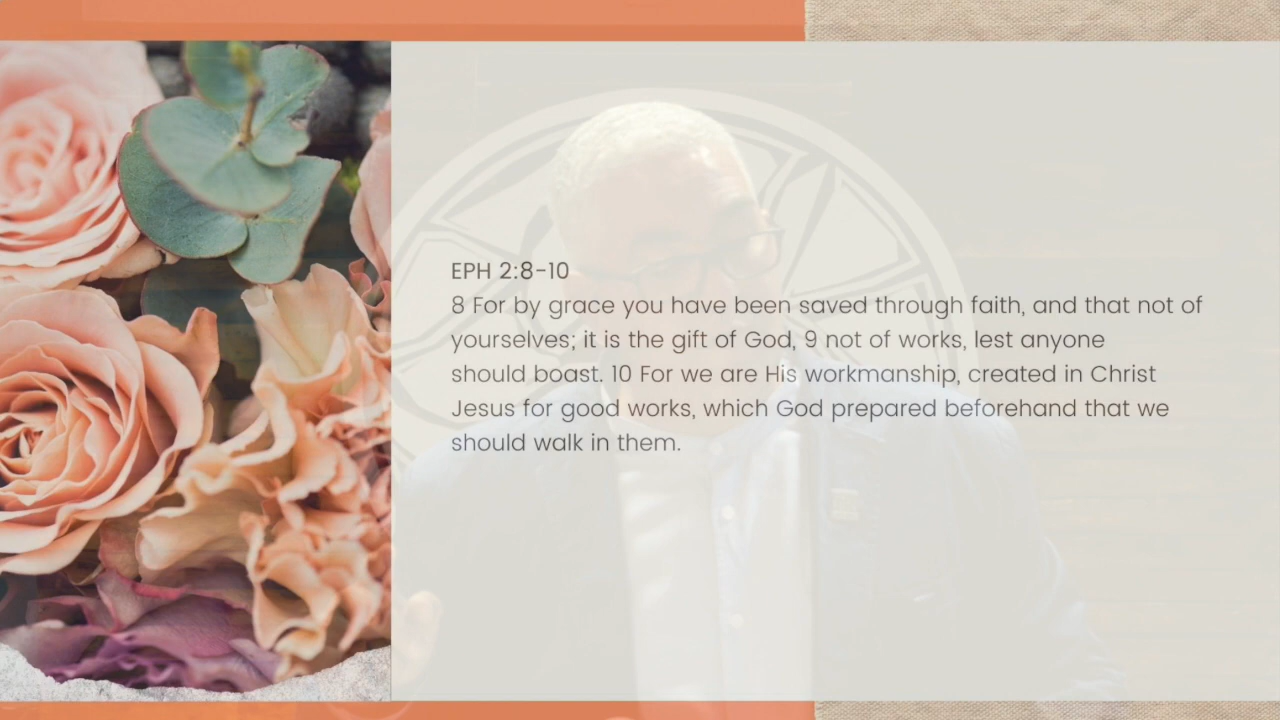 EPH 2:8-10
8 For by grace you have been saved through faith, and that not of
yourselves; it is the gift of God, 9 not of works, lest anyone
should boast. 10 For we are His workmanship, created in Christ
Jesus for good works, which God prepared beforehand that we
should walk in them.